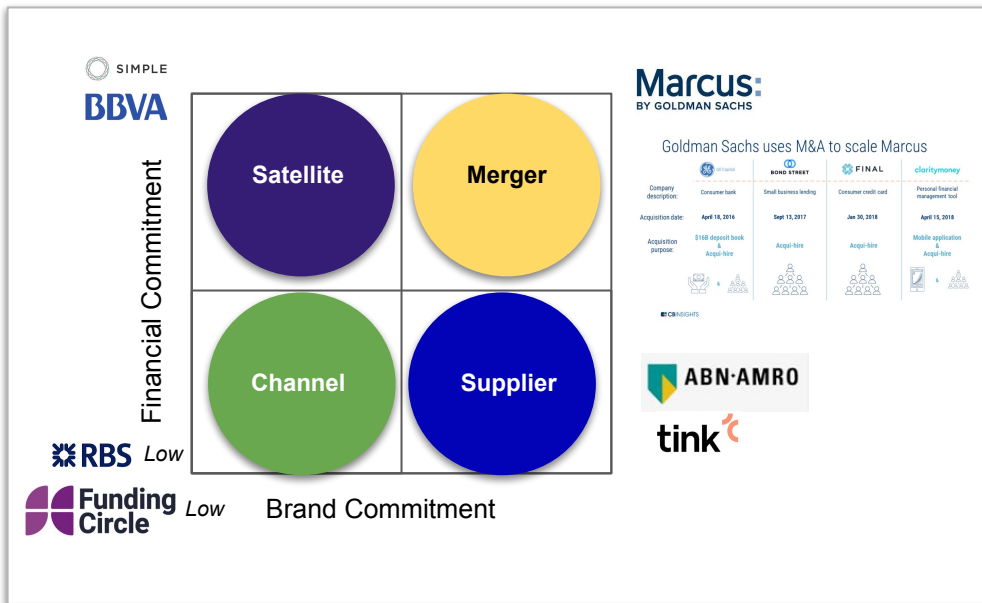 SIMPLE
BBVA
Financial Commitment
Satellite
Merger
Channel
Supplier
RBS
Low
Funding
Circle
Low
Brand Commitment
Marcus:
BY GOLDMAN SACHS
Goldman Sachs uses M&A to scale Marcus
GE Capital
BOND STREET
FINAL
claritymoney
Company
description:
Consumer bank
Small business lending
Consumer credit card
Personal financial
management tool
Acquisition date:
April 18, 2016
Sept 13, 2017
Jan 30, 2018
April 15, 2018
Acquisition
purpose:
$16B deposit book
&
Acqui-hire
Acqui-hire
Acqui-hire
Mobile application
&
Acqui-hire
&
&
CBINSIGHTS
ABN·AMRO
tink